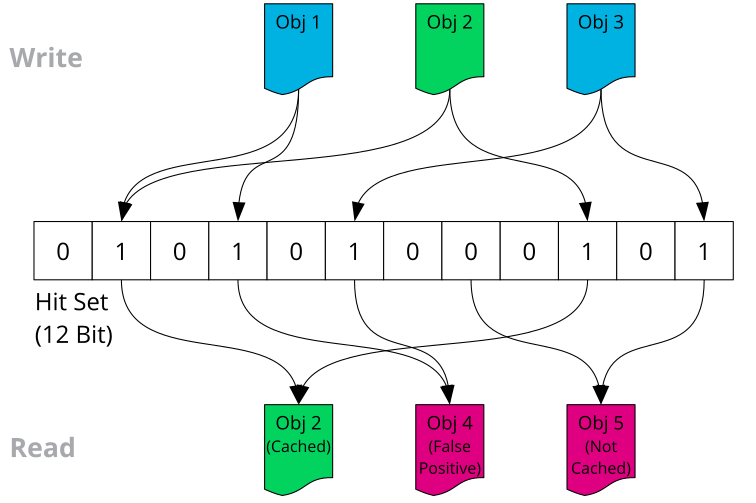 Obj 1 Obj 2 Obj 3
Write
0 1 0 1 0 1 0 0 0 1 0 1
Hit Set
(12 Bit)
Obj 2 Obj 4 Obj 5
(Cached) (False (Not
Positive) Cached)
Read